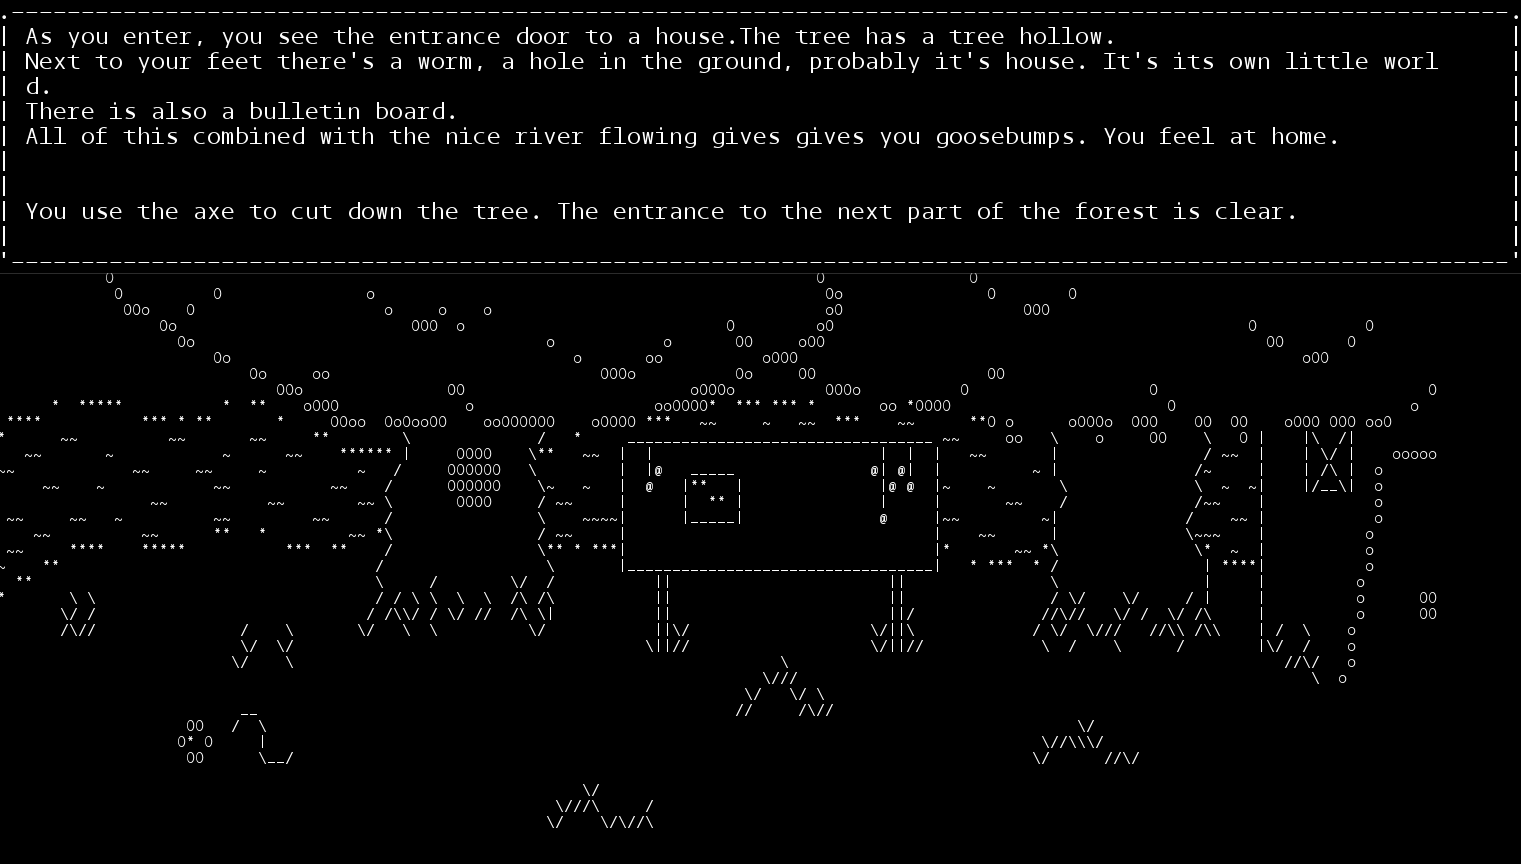 As you enter, you see the entrance door to a house.The tree has a tree hollow.
Next to your feet there's a worm, a hole in the ground, probably it's house. It's its own little worl
d.
There is also a bulletin board.
All of this combined with the nice river flowing gives gives you goosebumps. You feel at home.
You use the axe to cut down the tree. The entrance to the next part of the forest is clear.